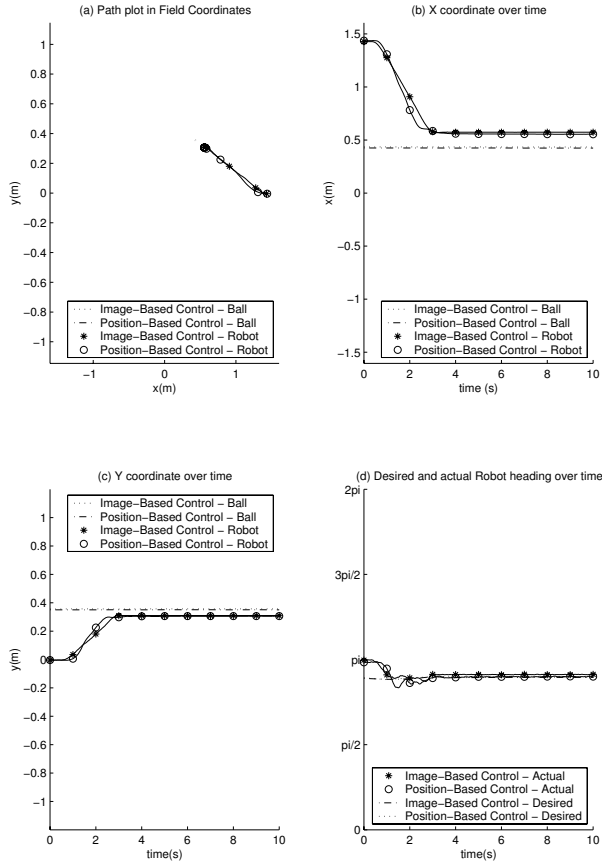 (a) Path plot in Field Coordinates
1
0.8
0.6
0.4
0.2
0
−0.2
−0.4
−0.6
−0.8
−1
y(m)
Image−Based Control − Ball
Position−Based Control − Ball
Image−Based Control − Robot
Position−Based Control − Robot
−1
0
1
x(m)
(b) X coordinate over time
1.5
1
0.5
0
−0.5
−1
−1.5
x(m)
Image−Based Control − Ball
Position−Based Control − Ball
Image−Based Control − Robot
Position−Based Control − Robot
0
2
4
6
8
10
time (s)
(c) Y coordinate over time
Image−Based Control − Ball
Position−Based Control − Ball
Image−Based Control − Robot
Position−Based Control − Robot
1
0.8
0.6
0.4
0.2
0
−0.2
−0.4
−0.6
−0.8
−1
y(m)
0
2
4
6
8
10
time(s)
(d) Desired and actual Robot heading over time
2pi
3pi/2
pi
pi/2
0
Image−Based Control − Actual
Position−Based Control − Actual
Image−Based Control − Desired
Position−Based Control − Desired
0
2
4
6
8
10
time(s)